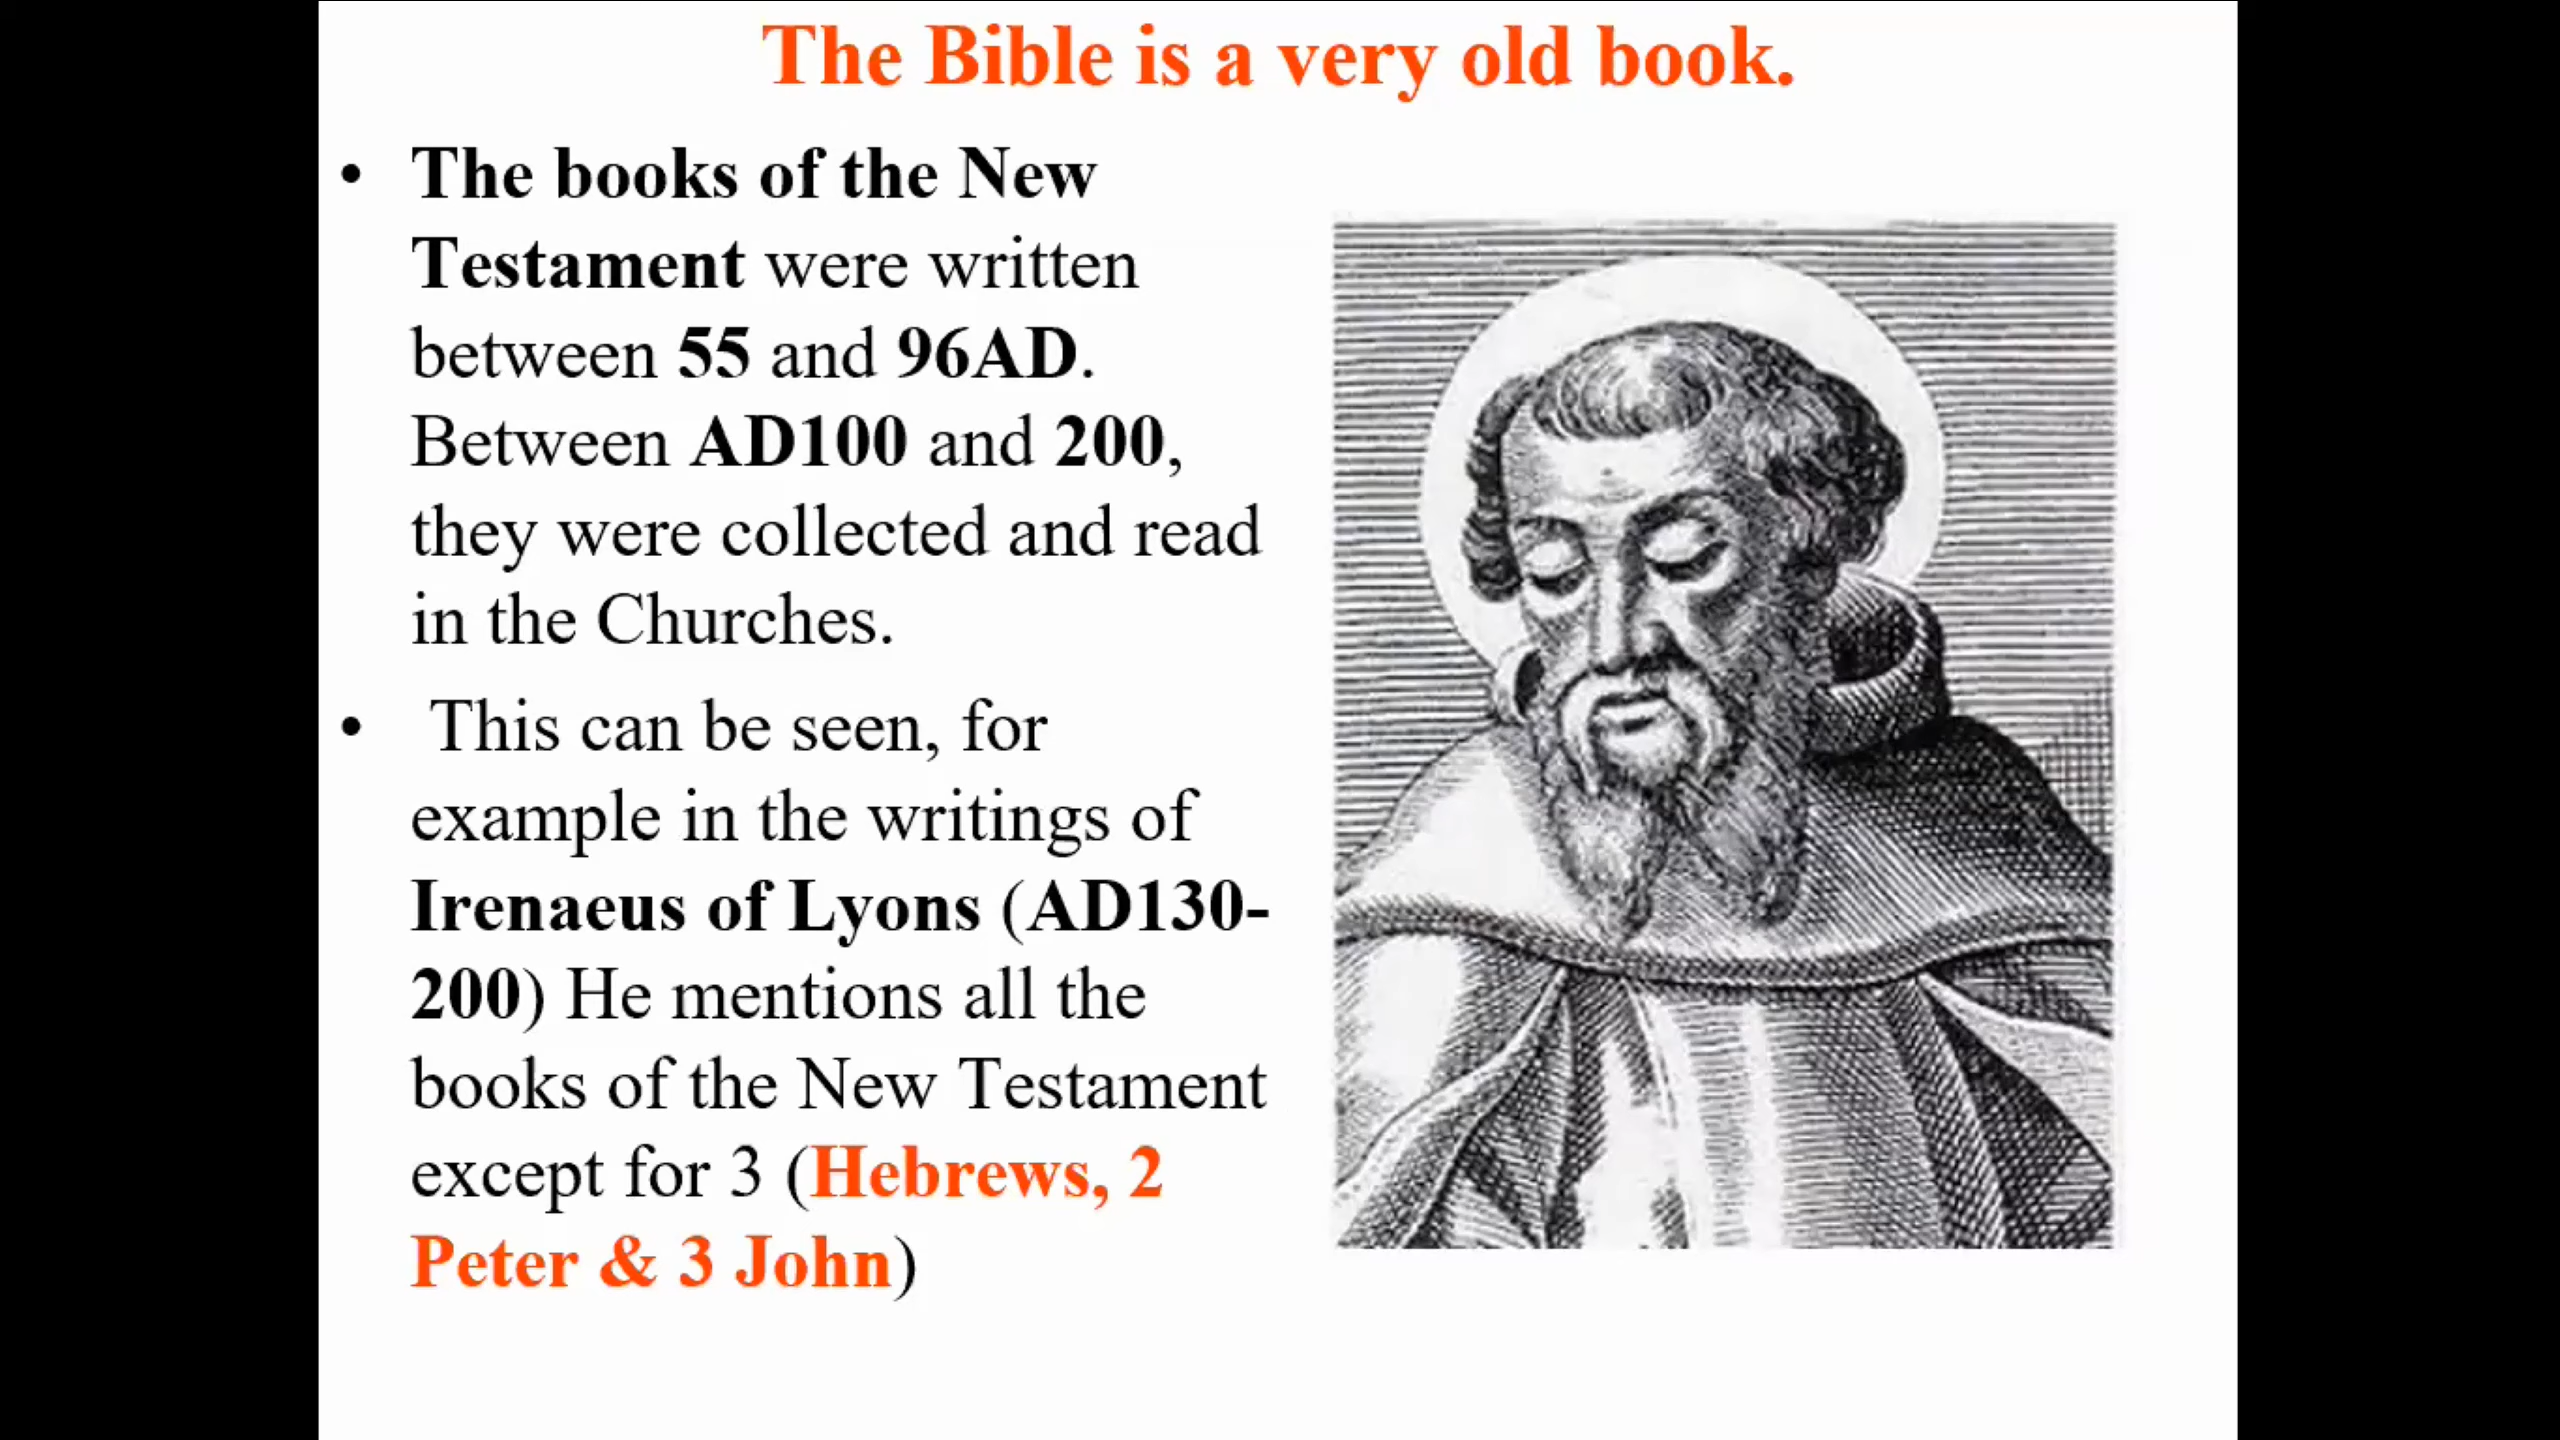 The Bible is a very old book.
• The books of the New
Testament were written
between 55 and 96AD.
Between AD100 and 200,
they were collected and read
in the Churches.
• This can be seen, for
example in the writings of
Irenaeus of Lyons (AD130-
200) He mentions all the
books of the New Testament
except for 3 (Hebrews, 2
Peter & 3 John)